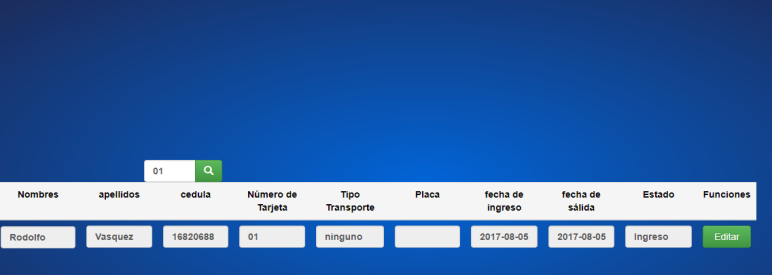 01
Nombres apellidos cedula Número de Tarjeta Tipo Transporte Placa fecha de ingreso fecha de sálida Estado Funciones
Rodolfo Vasquez 16820688 01 ninguno 2017-08-05 2017-08-05 Ingreso Editar